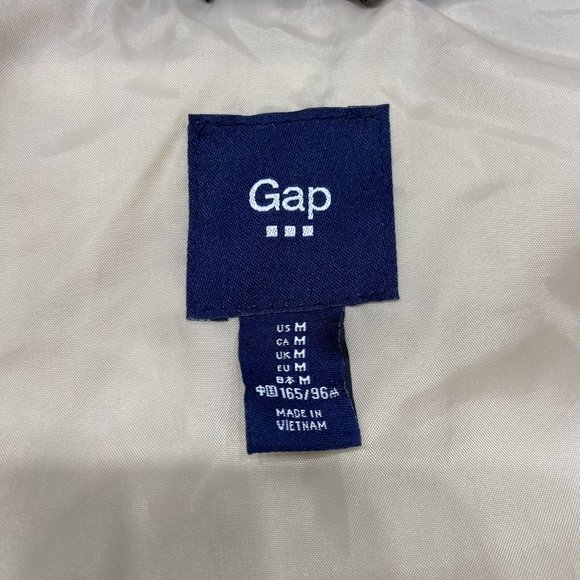 Gap
US M
CA M
UK M
EU M
日本 M
中国 165/96A
MADE IN
VIETNAM